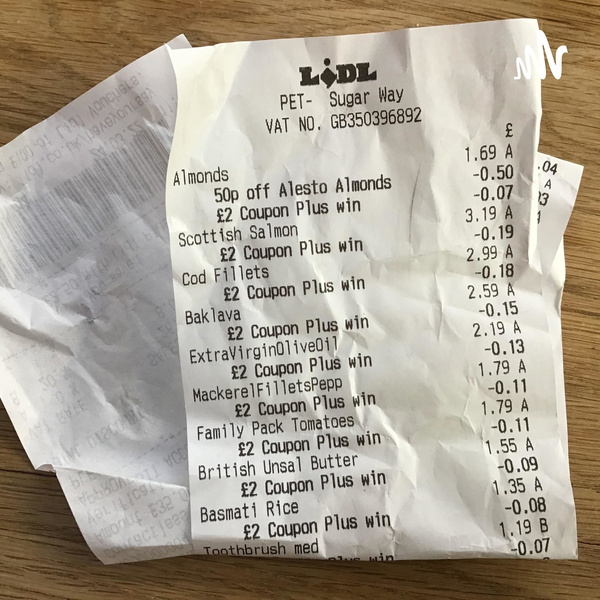 LIDL
PET- Sugar Way
VAT NO. GB350396892
£
Almonds 1.69 A
50p off Alesto Almonds -0.50
£2 Coupon Plus win -0.07
Scottish Salmon 3.19 A
£2 Coupon Plus win -0.19
Cod Fillets 2.99 A
£2 Coupon Plus win -0.18
Baklava 2.59 A
£2 Coupon Plus win -0.15
ExtraVirginOliveOil 2.19 A
£2 Coupon Plus win -0.13
MackerelFilletsPepp 1.79 A
£2 Coupon Plus win -0.11
Family Pack Tomatoes 1.79 A
£2 Coupon Plus win -0.11
British Unsal Butter 1.55 A
£2 Coupon Plus win -0.09
Basmati Rice 1.35 A
£2 Coupon Plus win -0.08
Toothbrush med 1.19 B
£2 Coupon Plus win -0.07
.04
A